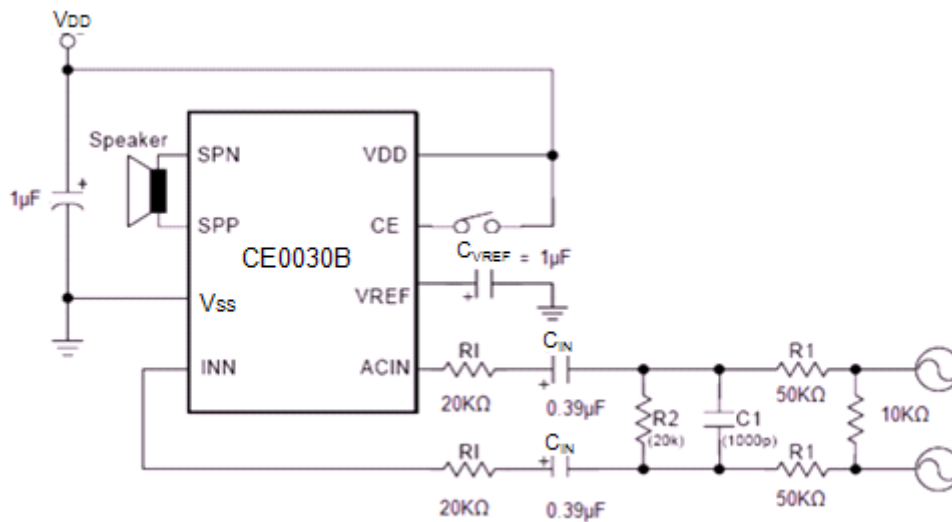 VDD
Speaker
SPN
VDD
1µF
+
SPP
CE
CE0030B
CVREF = 1µF
+
Vss
VREF
INN
ACIN
RI
CIN
+
R1
20KΩ
0.39µF
R2
(20k)
C1
(1000p)
50KΩ
10KΩ
RI
CIN
+
R1
20KΩ
0.39µF
50KΩ